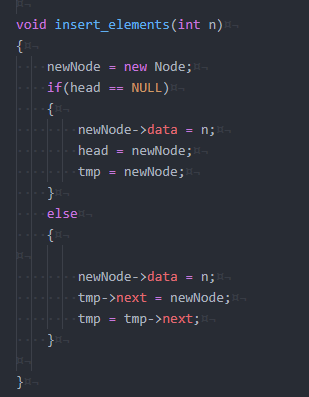 void insert_elements(int n)
{
    newNode = new Node;
    if(head == NULL)
    {
        newNode->data = n;
        head = newNode;
        tmp = newNode;
    }
    else
    {

        newNode->data = n;
        tmp->next = newNode;
        tmp = tmp->next;
    }

}